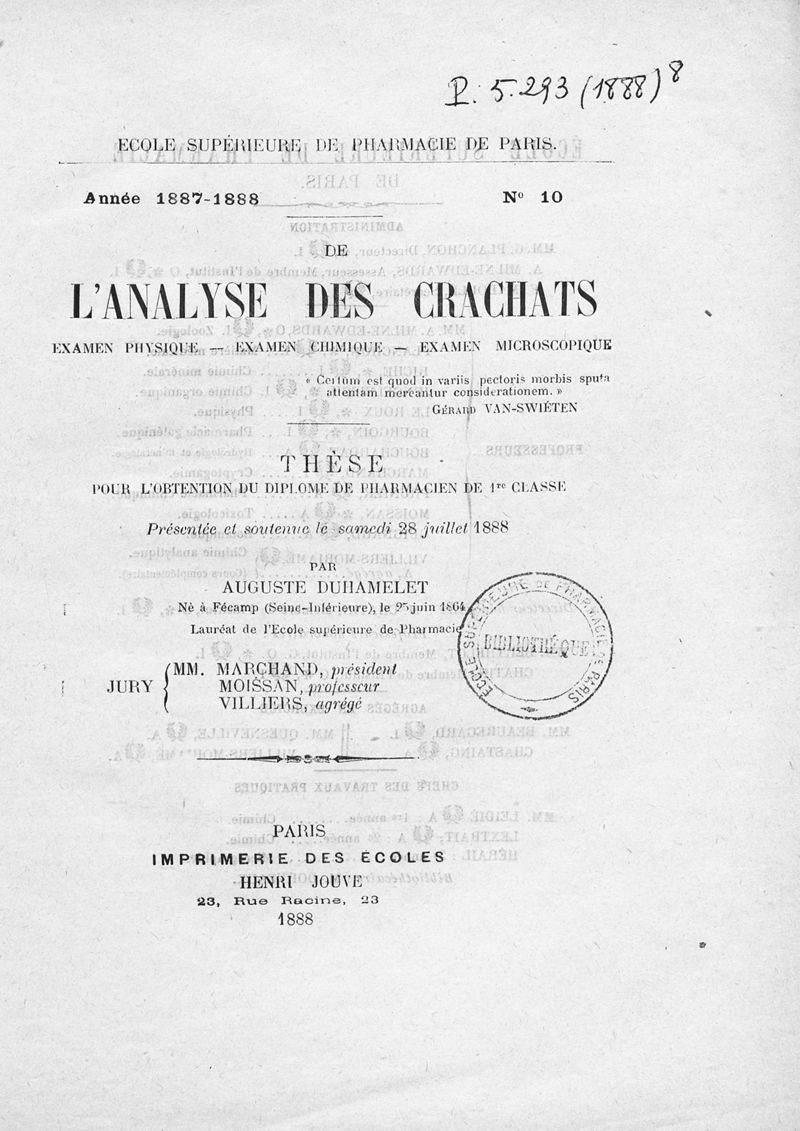 P. 5.293 (1888) 8
ECOLE SUPÉRIEURE DE PHARMACIE DE PARIS.
Année 1887-1888 No 10
DE
L'ANALYSE DES CRACHATS
EXAMEN PHYSIQUE — EXAMEN CHIMIQUE — EXAMEN MICROSCOPIQUE
« Certum est quod in variis pectoris morbis sputa
attentam mereantur considerationem. »
GÉRARD VAN-SWIÉTEN
THÈSE
POUR L'OBTENTION DU DIPLOME DE PHARMACIEN DE 1re CLASSE
Présentée et soutenue le samedi 28 juillet 1888
PAR
AUGUSTE DUHAMELET
Né à Fécamp (Seine-Inférieure), le 25 juin 1864
Lauréat de l'Ecole supérieure de Pharmacie
ECOLE SUPERIEURE DE PHARMACIE DE PARIS
BIBLIOTHÉQUE
JURY
MM. MARCHAND, président
MOISSAN, professeur
VILLIERS, agrégé
PARIS
IMPRIMERIE DES ÉCOLES
HENRI JOUVE
23, Rue Racine, 23
1888